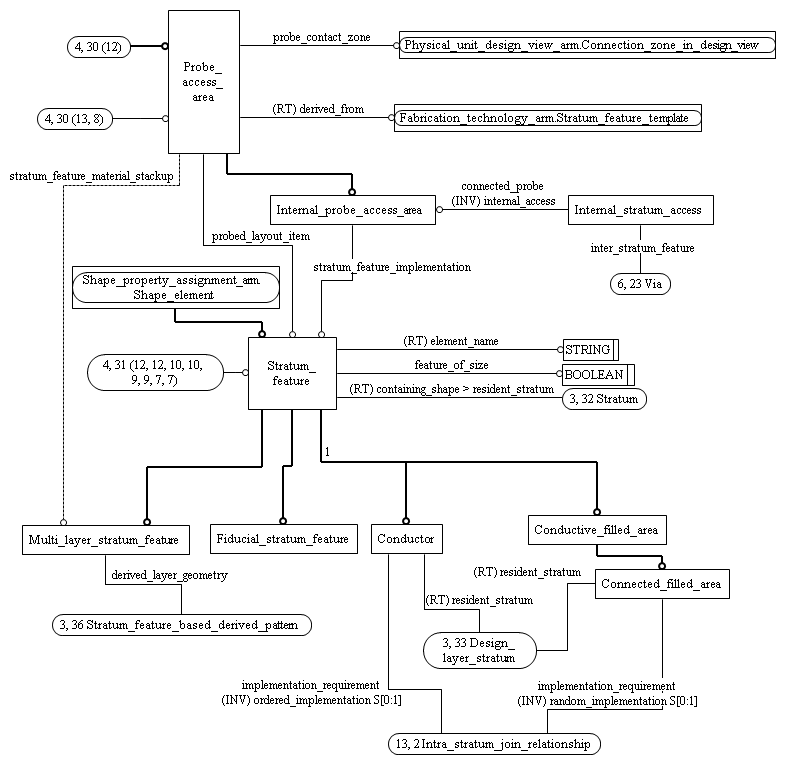 4, 30 (12)
probe_contact_zone
Physical_unit_design_view_arm.Connection_zone_in_design_view
Probe_
access_
area
4, 30 (13, 8)
(RT) derived_from
Fabrication_technology_arm.Stratum_feature_template
stratum_feature_material_stackup
connected_probe
(INV) internal_access
Internal_probe_access_area
Internal_stratum_access
probed_layout_item
inter_stratum_feature
stratum_feature_implementation
Shape_property_assignment_arm.
Shape_element
6, 23 Via
(RT) element_name
STRING
4, 31 (12, 12, 10, 10,
9, 9, 7, 7)
Stratum_
feature
feature_of_size
BOOLEAN
(RT) containing_shape > resident_stratum
3, 32 Stratum
1
Multi_layer_stratum_feature
Fiducial_stratum_feature
Conductor
Conductive_filled_area
derived_layer_geometry
(RT) resident_stratum
Connected_filled_area
(RT) resident_stratum
3, 36 Stratum_feature_based_derived_pattern
3, 33 Design_
layer_stratum
implementation_requirement
(INV) ordered_implementation S[0:1]
implementation_requirement
(INV) random_implementation S[0:1]
13, 2 Intra_stratum_join_relationship